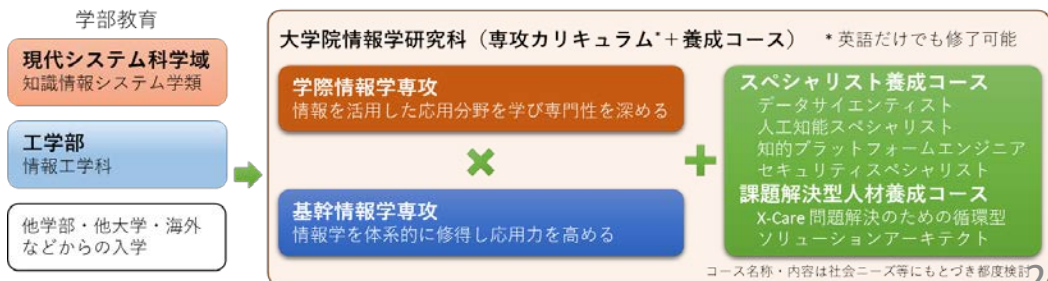 学部教育
現代システム科学域
知識情報システム学類
工学部
情報工学科
他学部・他大学・海外
などからの入学
大学院情報学研究科（専攻カリキュラム*＋養成コース） * 英語だけでも修了可能
学際情報学専攻
情報を活用した応用分野を学び専門性を深める
×
基幹情報学専攻
情報学を体系的に修得し応用力を高める
+
スペシャリスト養成コース
データサイエンティスト
人工知能スペシャリスト
知的プラットフォームエンジニア
セキュリティスペシャリスト
課題解決型人材養成コース
X-Care 問題解決のための循環型
ソリューションアーキテクト
コース名称・内容は社会ニーズ等にもとづき都度検討